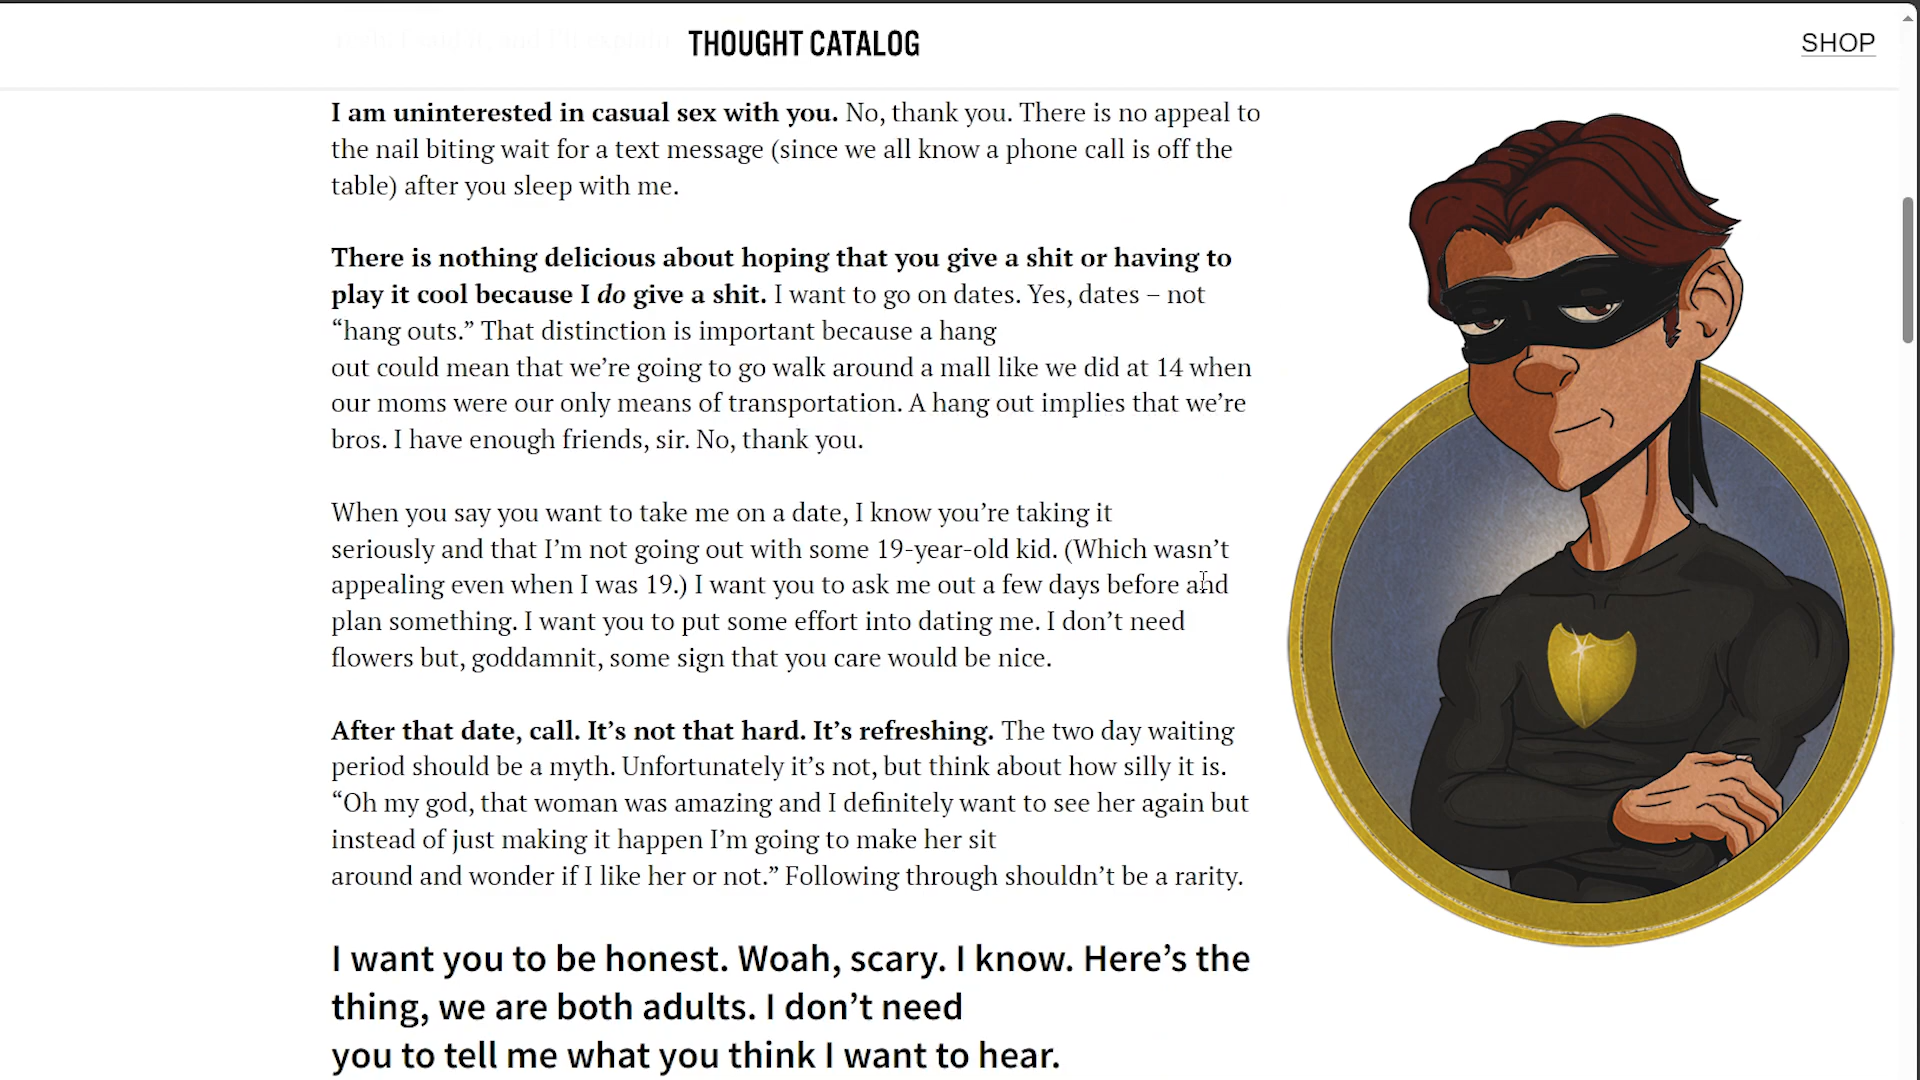 THOUGHT CATALOG
SHOP
I am uninterested in casual sex with you. No, thank you. There is no appeal to
the nail biting wait for a text message (since we all know a phone call is off the
table) after you sleep with me.
There is nothing delicious about hoping that you give a shit or having to
play it cool because I do give a shit. I want to go on dates. Yes, dates – not
“hang outs.” That distinction is important because a hang
out could mean that we’re going to go walk around a mall like we did at 14 when
our moms were our only means of transportation. A hang out implies that we’re
bros. I have enough friends, sir. No, thank you.
When you say you want to take me on a date, I know you’re taking it
seriously and that I’m not going out with some 19-year-old kid. (Which wasn’t
appealing even when I was 19.) I want you to ask me out a few days before and
plan something. I want you to put some effort into dating me. I don’t need
flowers but, goddamnit, some sign that you care would be nice.
After that date, call. It’s not that hard. It’s refreshing. The two day waiting
period should be a myth. Unfortunately it’s not, but think about how silly it is.
“Oh my god, that woman was amazing and I definitely want to see her again but
instead of just making it happen I’m going to make her sit
around and wonder if I like her or not.” Following through shouldn’t be a rarity.
I want you to be honest. Woah, scary. I know. Here’s the
thing, we are both adults. I don’t need
you to tell me what you think I want to hear.